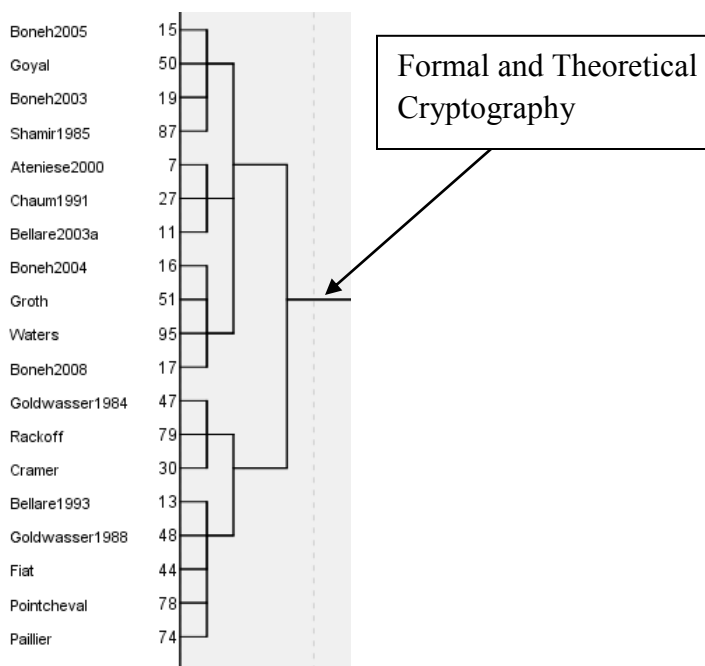 Boneh2005 15
Goyal 50
Boneh2003 19
Shamir1985 87
Ateniese2000 7
Chaum1991 27
Bellare2003a 11
Boneh2004 16
Groth 51
Waters 95
Boneh2008 17
Goldwasser1984 47
Rackoff 79
Cramer 30
Bellare1993 13
Goldwasser1988 48
Fiat 44
Pointcheval 78
Paillier 74
Formal and Theoretical
Cryptography